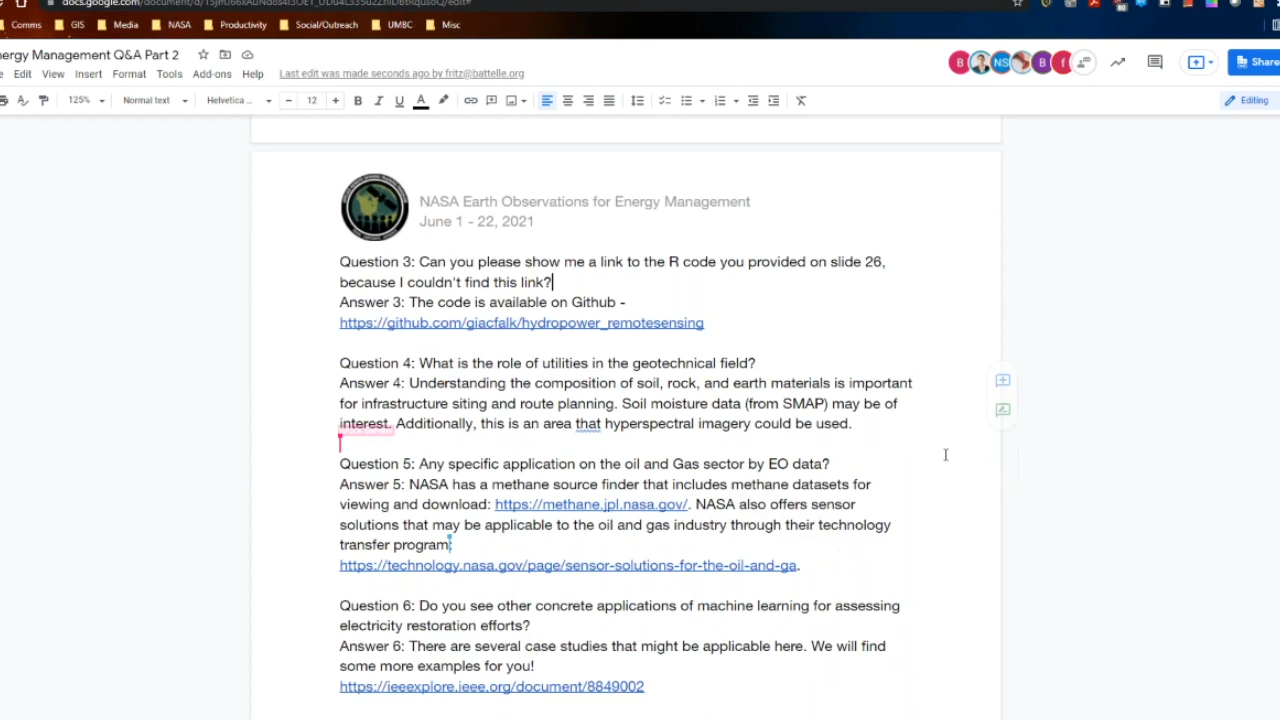 Comms GIS Media NASA Productivity Social/Outreach UMBC Misc
nergy Management Q&A Part 2
Edit View Insert Format Tools Add-ons Help Last edit was made seconds ago by fritz@battelle.org
B NS B f Share
125% Normal text Helvetica ... 12 B I U A Editing
NASA Earth Observations for Energy Management
June 1 - 22, 2021
Question 3: Can you please show me a link to the R code you provided on slide 26,
because I couldn't find this link?
Answer 3: The code is available on Github -
https://github.com/giacfalk/hydropower_remotesensing
Question 4: What is the role of utilities in the geotechnical field?
Answer 4: Understanding the composition of soil, rock, and earth materials is important
for infrastructure siting and route planning. Soil moisture data (from SMAP) may be of
interest. Additionally, this is an area that hyperspectral imagery could be used.
Question 5: Any specific application on the oil and Gas sector by EO data?
Answer 5: NASA has a methane source finder that includes methane datasets for
viewing and download: https://methane.jpl.nasa.gov/. NASA also offers sensor
solutions that may be applicable to the oil and gas industry through their technology
transfer program:
https://technology.nasa.gov/page/sensor-solutions-for-the-oil-and-ga.
Question 6: Do you see other concrete applications of machine learning for assessing
electricity restoration efforts?
Answer 6: There are several case studies that might be applicable here. We will find
some more examples for you!
https://ieeexplore.ieee.org/document/8849002